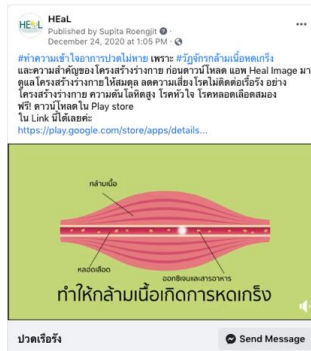 HEaL
HEaL
Published by Supita Roengjit
December 24, 2020 at 1:05 PM ·
#ทำความเข้าใจอาการปวดไม่หาย เพราะ #วัฏจักรกล้ามเนื้อหดเกร็ง
และความสำคัญของโครงสร้างร่างกาย ก่อนดาวน์โหลด แอพ Heal Image มา
ดูแลโครงสร้างร่างกายให้สมดุล ลดความเสี่ยงโรคไม่ติดต่อเรื้อรัง อย่าง
โครงสร้างร่างกาย ความดันโลหิตสูง โรคหัวใจ โรคหลอดเลือดสมอง
ฟรี! ดาวน์โหลดใน Play store
ใน Link นี้ได้เลยค่ะ
https://play.google.com/store/apps/details...
กล้ามเนื้อ
หลอดเลือด
ออกซิเจนและสารอาหาร
ทำให้กล้ามเนื้อเกิดการหดเกร็ง
ปวดเรื้อรัง
Send Message